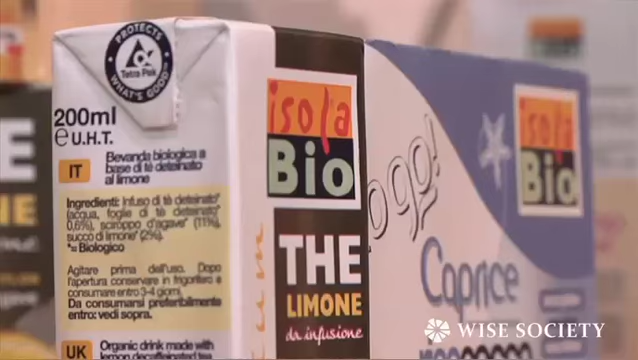 PROTECTS
Tetra Pak
WHAT'S GOOD
200ml
e U.H.T.
IT
Bevanda biologica a
base di tè deteinato
al limone
Ingredienti: Infuso di tè deteinato*
(acqua, foglie di tè deteinato*
0,6%), sciroppo d'agave* (11%),
succo di limone* (2%).
*= Biologico
Agitare prima dell'uso. Dopo
l'apertura conservare in frigorifero e
consumare entro 3-4 giorni.
Da consumarsi preferibilmente
entro: vedi sopra.
UK
Organic drink made with
lemon decaffeinated tea
isola
Bio
THE
LIMONE
da infusione
isola
Bio
Caprice
WISE SOCIETY